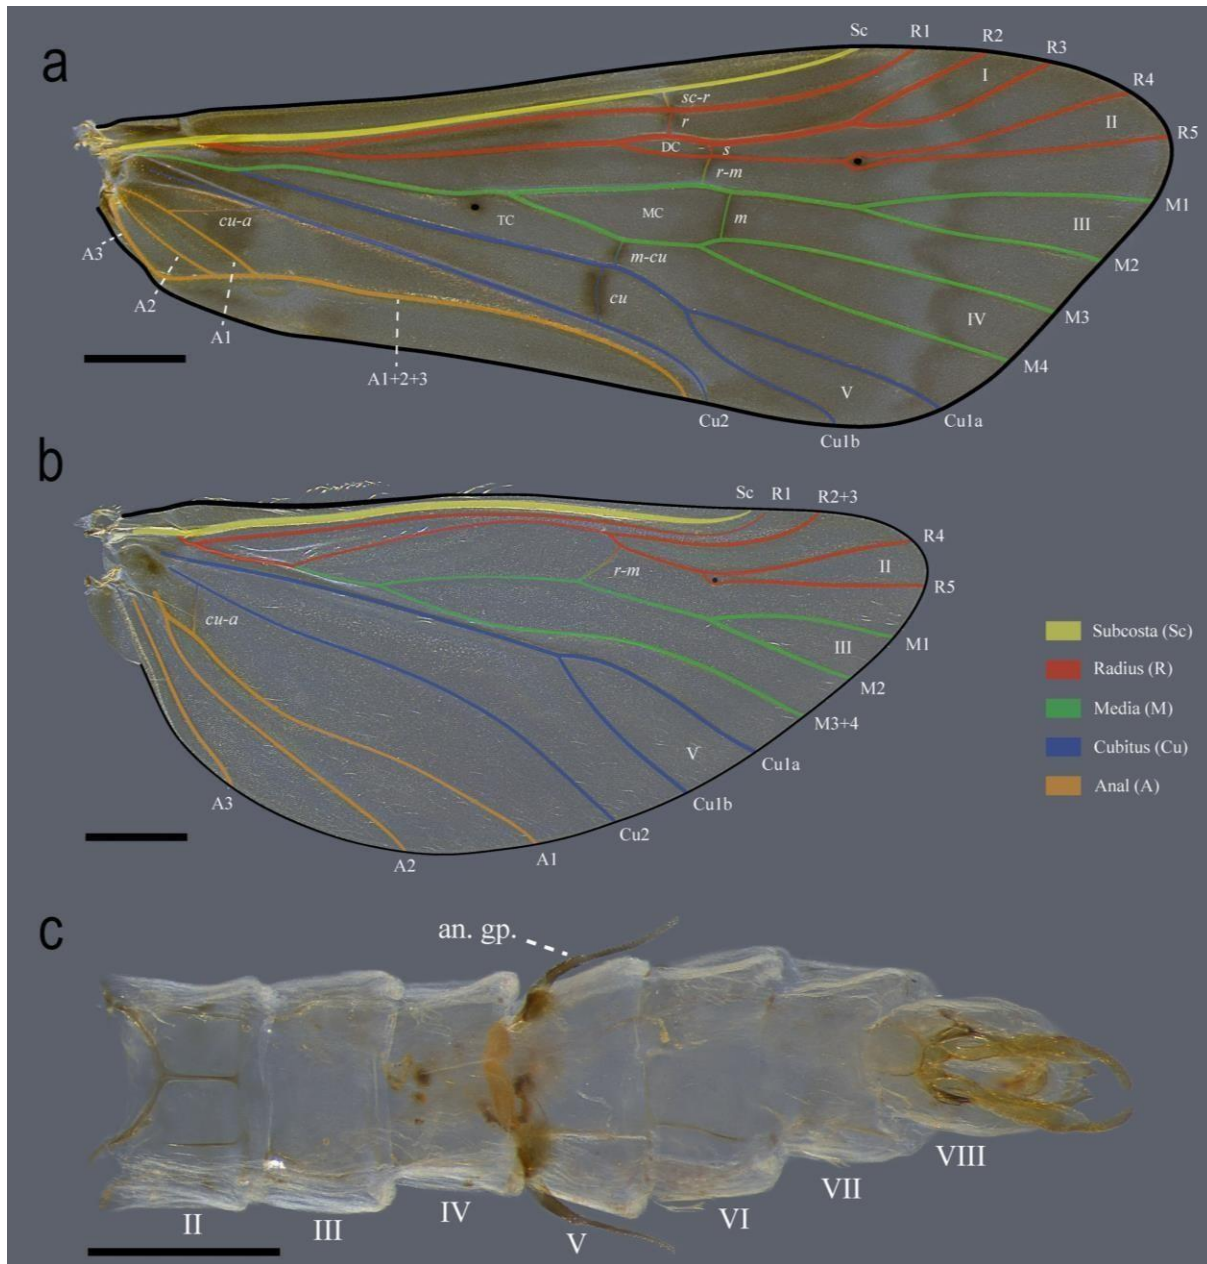 a
Sc
R1
R2
R3
R4
R5
I
II
sc-r
r
DC
s
r-m
TC
MC
m
III
M1
M2
cu-a
m-cu
cu
IV
M3
M4
A3
A2
A1
A1+2+3
V
Cu2
Cu1b
Cu1a
b
Sc
R1
R2+3
R4
II
R5
r-m
cu-a
III
M1
M2
M3+4
V
Cu1a
Cu1b
Cu2
A3
A2
A1
Subcosta (Sc)
Radius (R)
Media (M)
Cubitus (Cu)
Anal (A)
c
an. gp.
II
III
IV
V
VI
VII
VIII